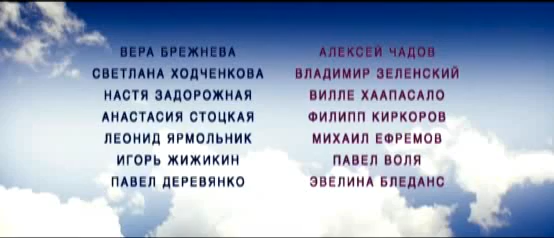 ВЕРА БРЕЖНЕВА
СВЕТЛАНА ХОДЧЕНКОВА
НАСТЯ ЗАДОРОЖНАЯ
АНАСТАСИЯ СТОЦКАЯ
ЛЕОНИД ЯРМОЛЬНИК
ИГОРЬ ЖИЖИКИН
ПАВЕЛ ДЕРЕВЯНКО
АЛЕКСЕЙ ЧАДОВ
ВЛАДИМИР ЗЕЛЕНСКИЙ
ВИЛЛЕ ХААПАСАЛО
ФИЛИПП КИРКОРОВ
МИХАИЛ ЕФРЕМОВ
ПАВЕЛ ВОЛЯ
ЭВЕЛИНА БЛЕДАНС